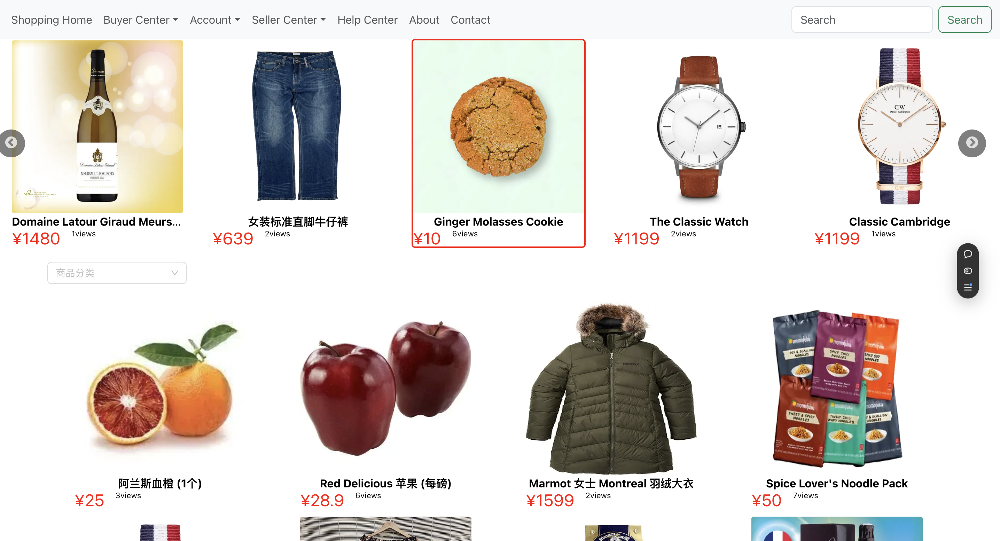 Shopping Home Buyer Center Account Seller Center Help Center About Contact Search Search
Domaine
Domaine Latour-Giraud
MEURSAULT-PORUZOTS
PREMIER CRU
15
DW
Daniel Wellington
Domaine Latour Giraud Meurs...
¥1480 1views
女装标准直脚牛仔裤
¥639 2views
Ginger Molasses Cookie
¥10 6views
The Classic Watch
¥1199 2views
Classic Cambridge
¥1199 1views
商品分类
Marmot
momofuku
SOY & SCALLION
NOODLES
momofuku
SPICY CHILI
NOODLES
momofuku
SPICY SOY
NOODLES
momofuku
SWEET & SPICY
NOODLES
momofuku
TINGLY CHILI
WAVY NOODLES
momofuku
Y & SCALLION
NOODLES
阿兰斯血橙 (1个)
¥25 3views
Red Delicious 苹果 (每磅)
¥28.9 6views
Marmot 女士 Montreal 羽绒大衣
¥1599 2views
Spice Lover's Noodle Pack
¥50 7views